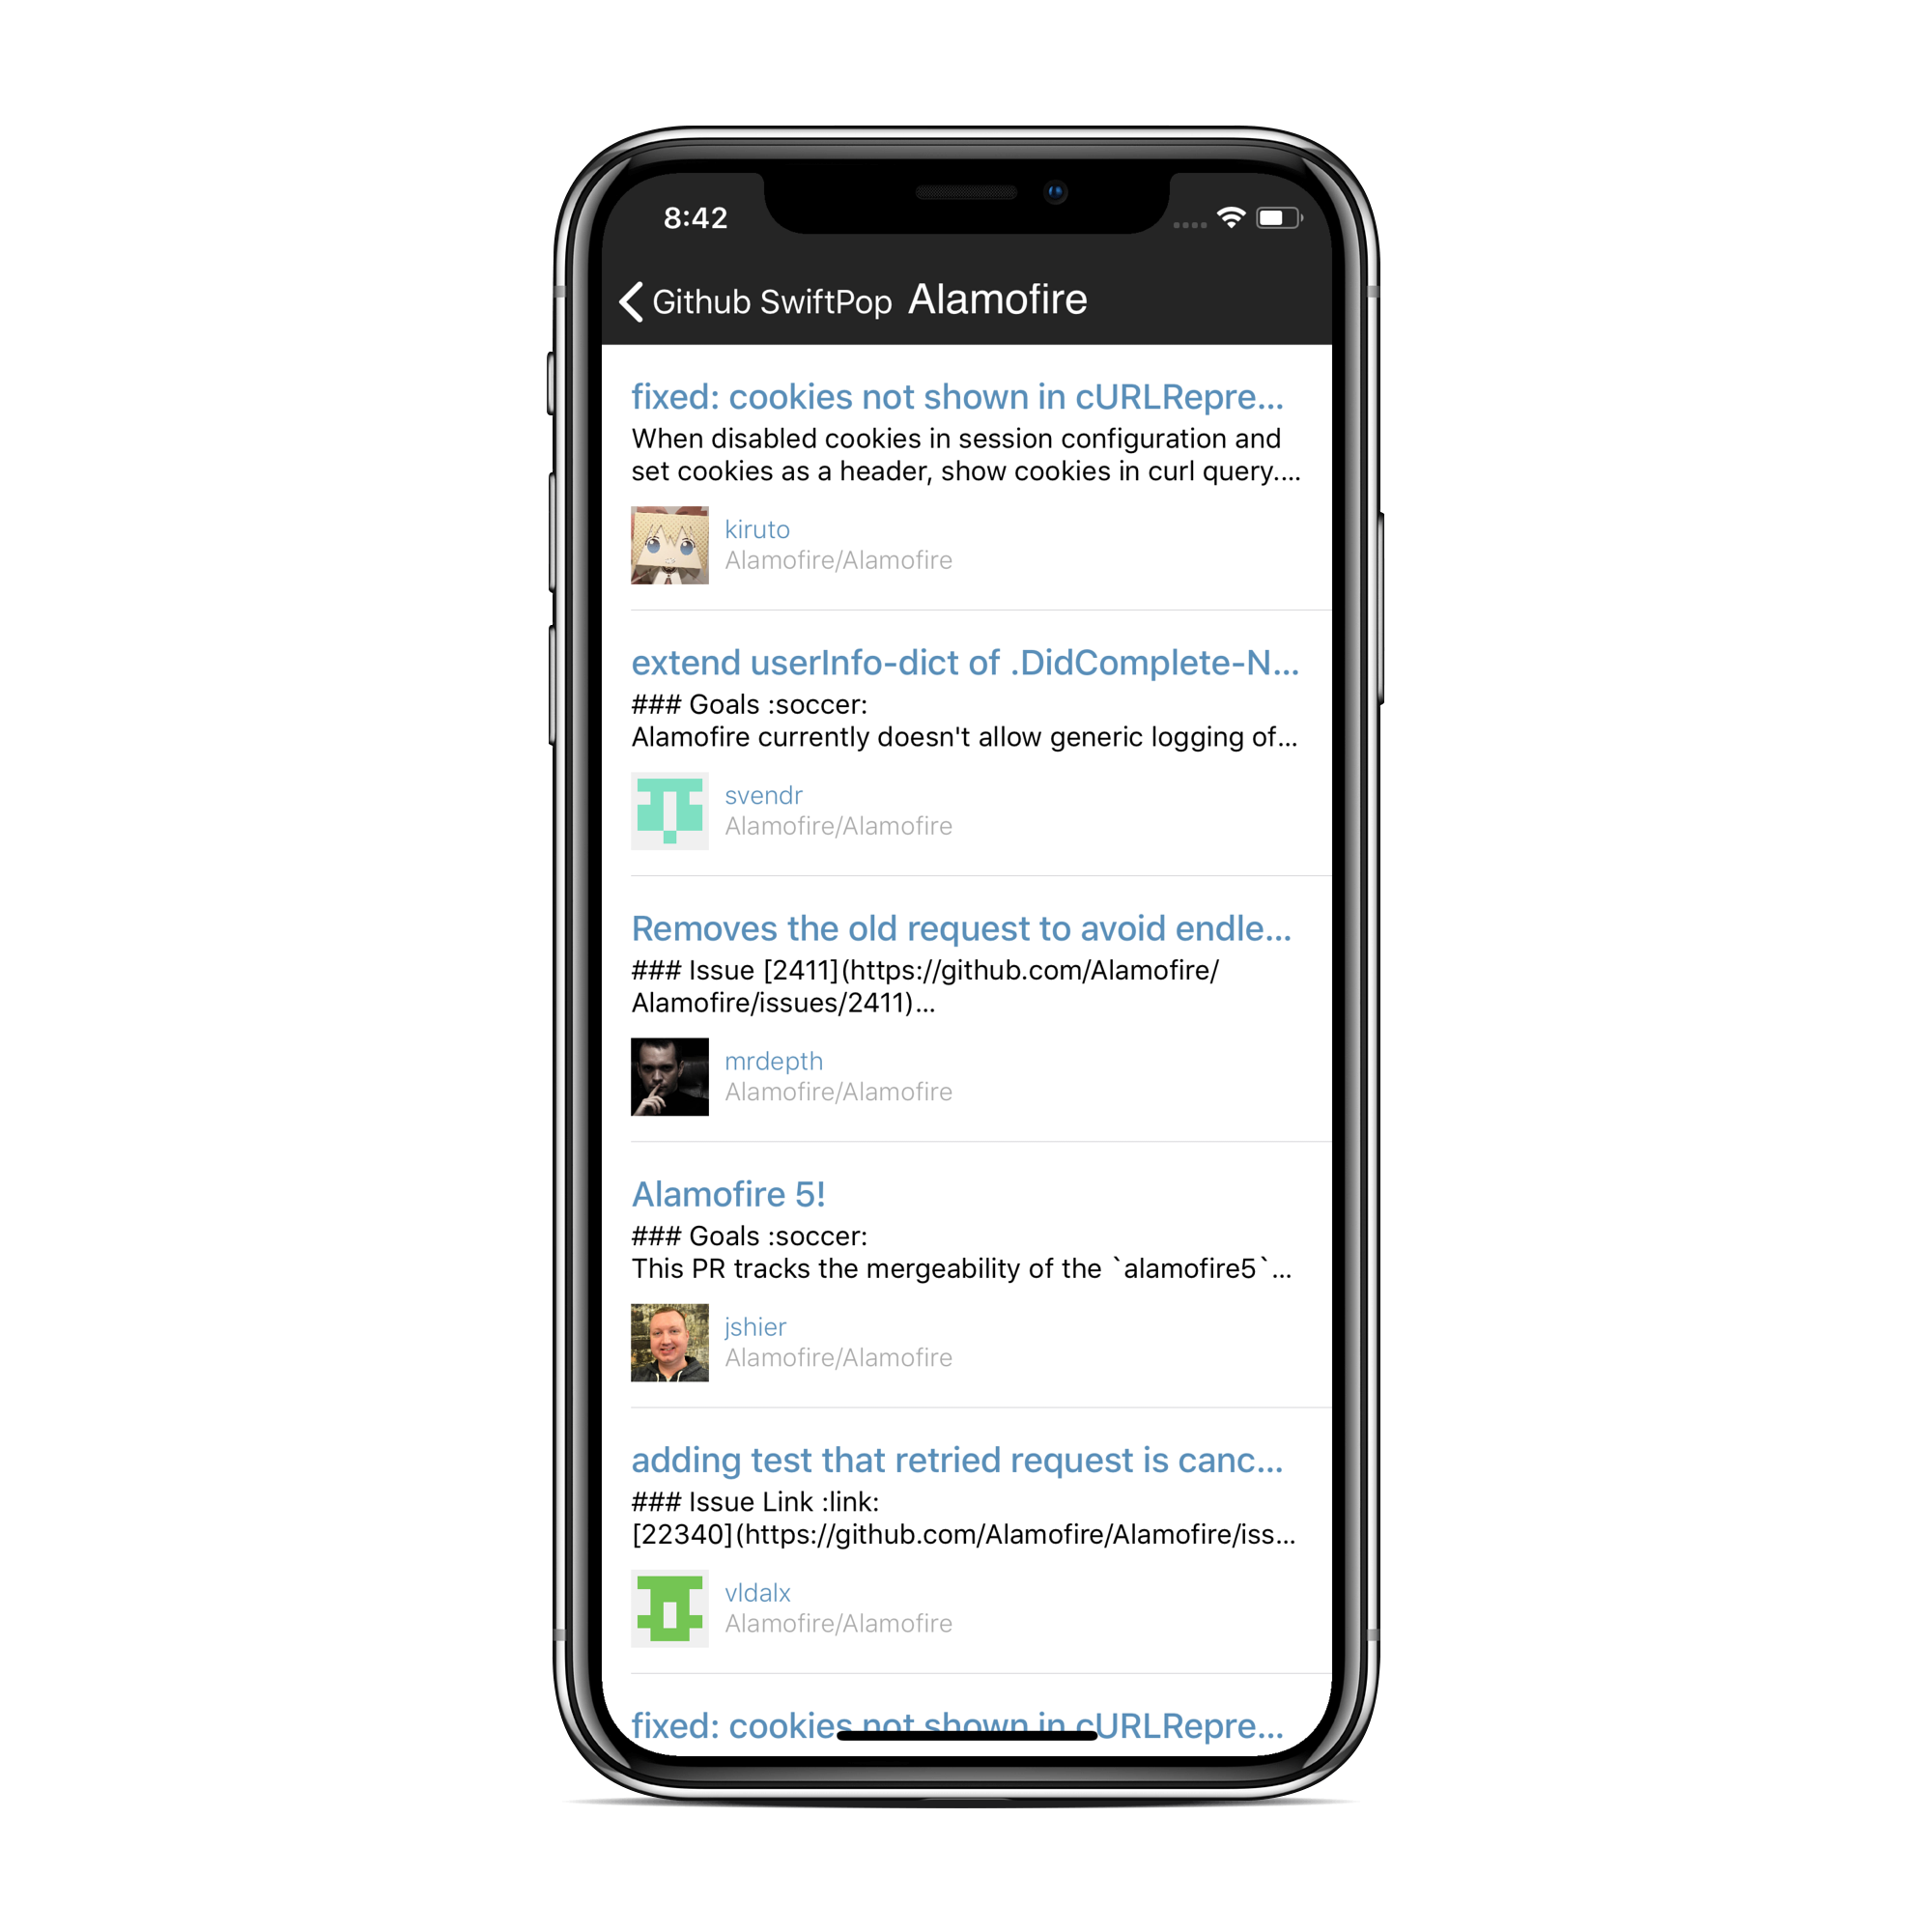 8:42
Github SwiftPop Alamofire
fixed: cookies not shown in cURLRepre...
When disabled cookies in session configuration and
set cookies as a header, show cookies in curl query....
kiruto
Alamofire/Alamofire
extend userInfo-dict of .DidComplete-N...
### Goals :soccer:
Alamofire currently doesn't allow generic logging of...
svendr
Alamofire/Alamofire
Removes the old request to avoid endle...
### Issue [2411](https://github.com/Alamofire/
Alamofire/issues/2411)...
mrdepth
Alamofire/Alamofire
Alamofire 5!
### Goals :soccer:
This PR tracks the mergeability of the `alamofire5`...
jshier
Alamofire/Alamofire
adding test that retried request is canc...
### Issue Link :link:
[22340](https://github.com/Alamofire/Alamofire/iss...
vldalx
Alamofire/Alamofire
fixed: cookies not shown in cURLRepre...